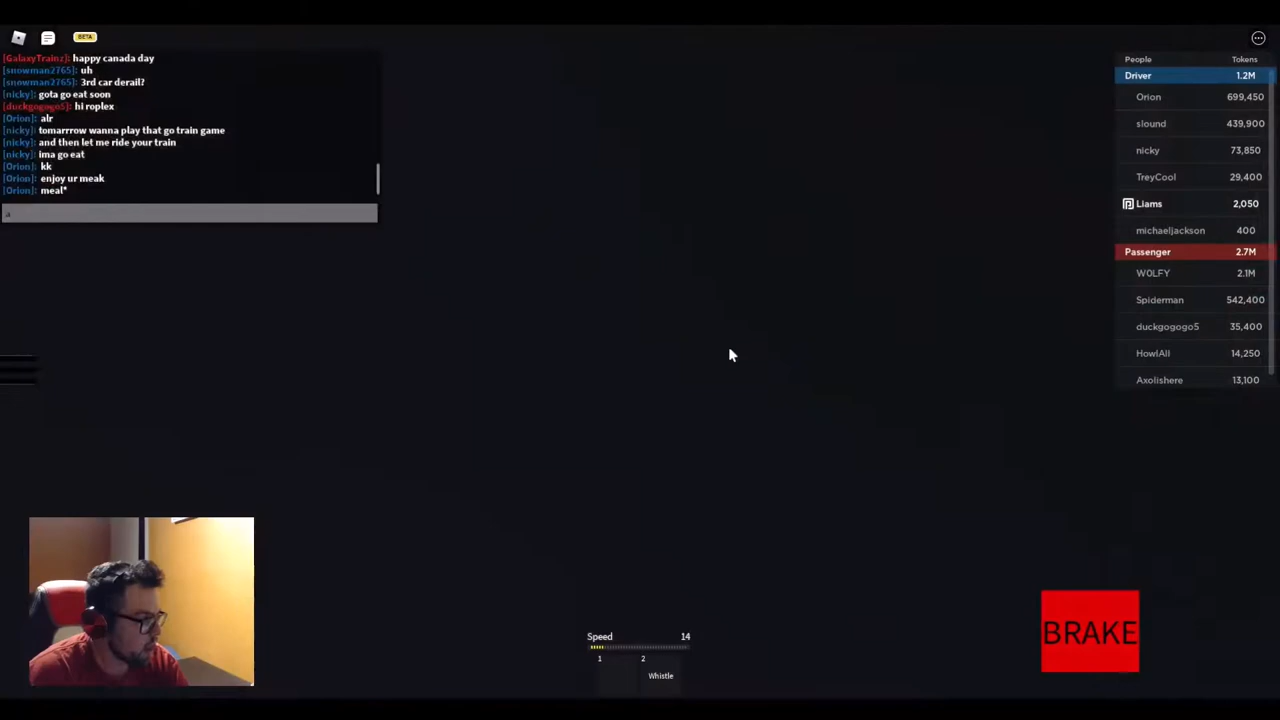 BETA
[GalaxyTrainz]: happy canada day
[snowman2765]: uh
[snowman2765]: 3rd car derail?
[nicky]: gota go eat soon
[duckgogogo5]: hi roplex
[Orion]: alr
[nicky]: tomarrrow wanna play that go train game
[nicky]: and then let me ride your train
[nicky]: ima go eat
[Orion]: kk
[Orion]: enjoy ur meak
[Orion]: meal*
a
People Tokens
Driver 1.2M
Orion 699,450
slound 439,900
nicky 73,850
TreyCool 29,400
Liams 2,050
michaeljackson 400
Passenger 2.7M
W0LFY 2.1M
Spiderman 542,400
duckgogogo5 35,400
HowlAll 14,250
Axolishere 13,100
Speed 14
1 2
Whistle
BRAKE